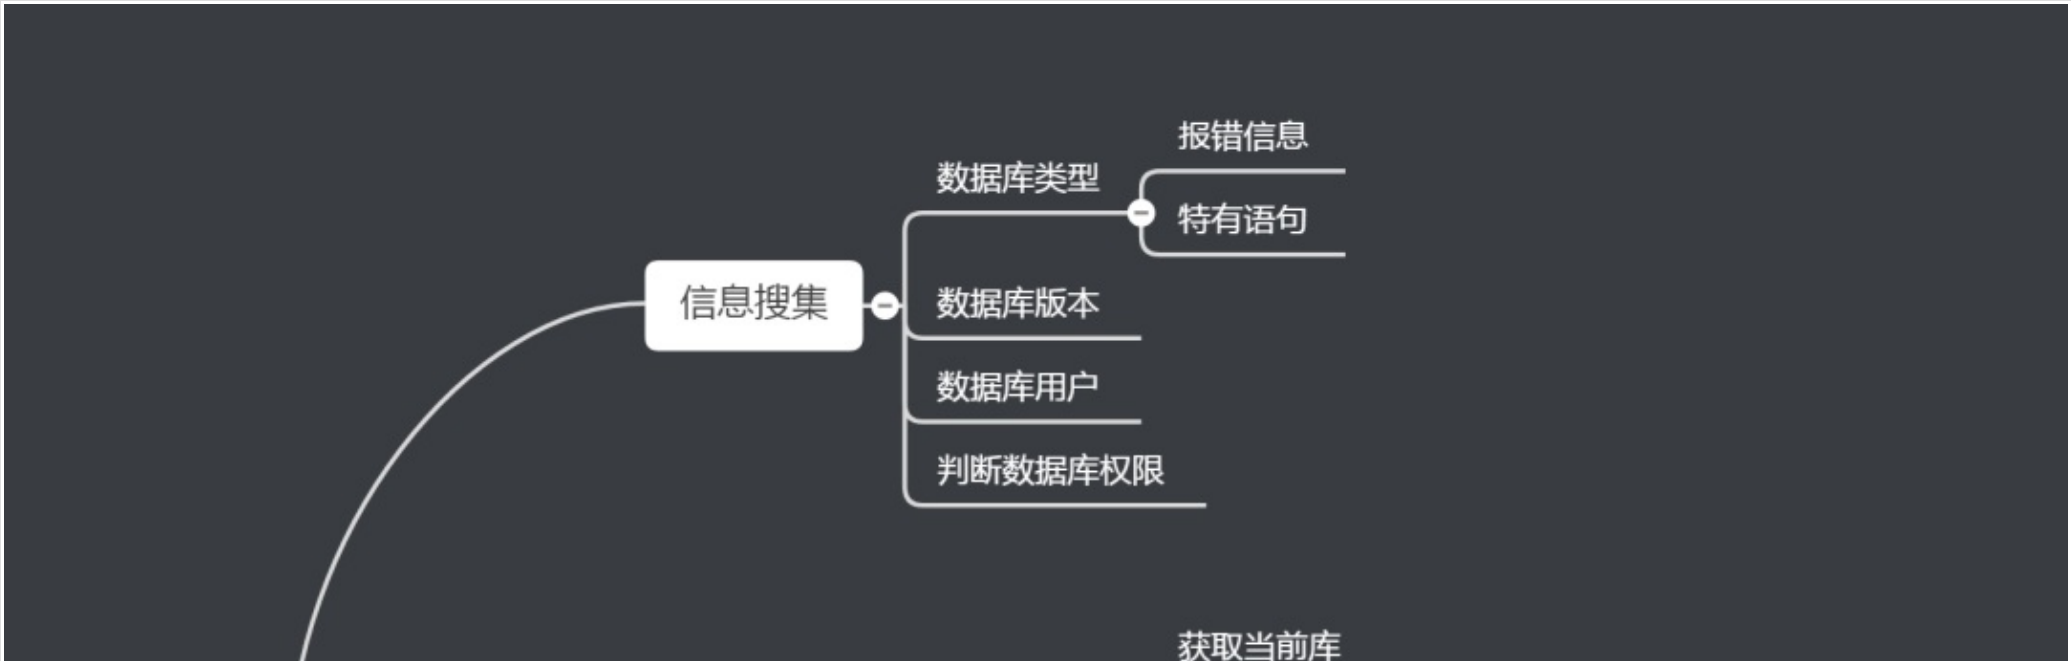 信息搜集
数据库类型
报错信息
特有语句
数据库版本
数据库用户
判断数据库权限
获取当前库